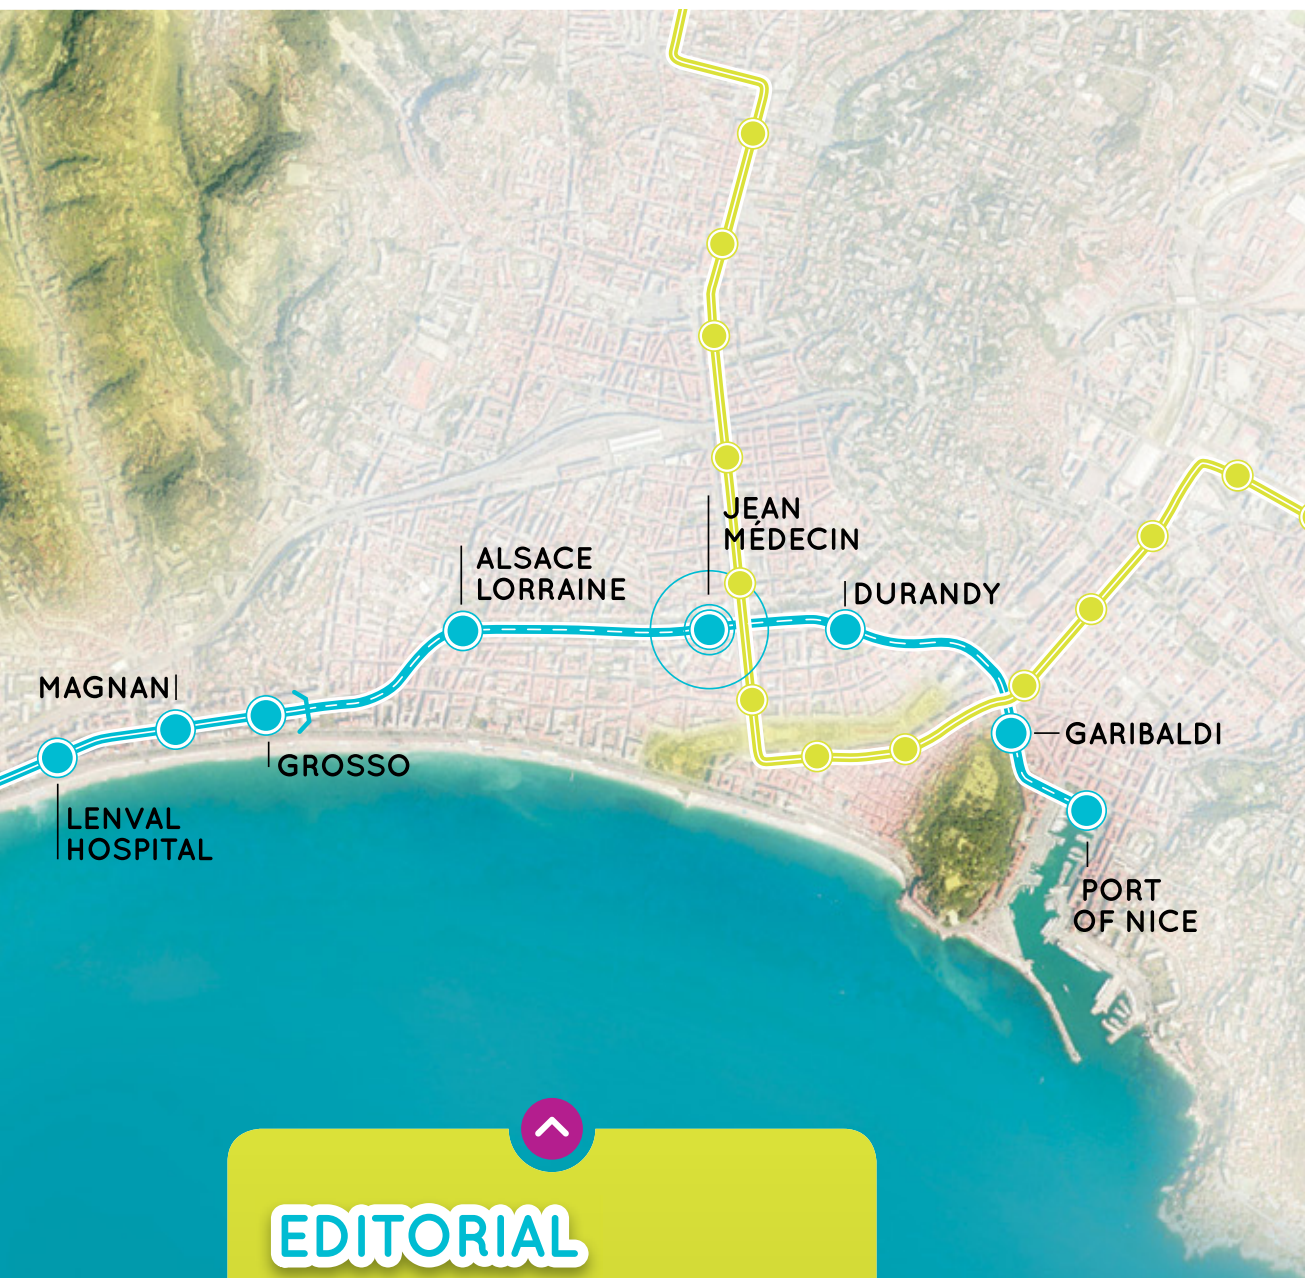 JEAN
MÉDECIN
ALSACE
LORRAINE
DURANDY
MAGNAN
GROSSO
GARIBALDI
LENVAL
HOSPITAL
PORT
OF NICE
EDITORIAL